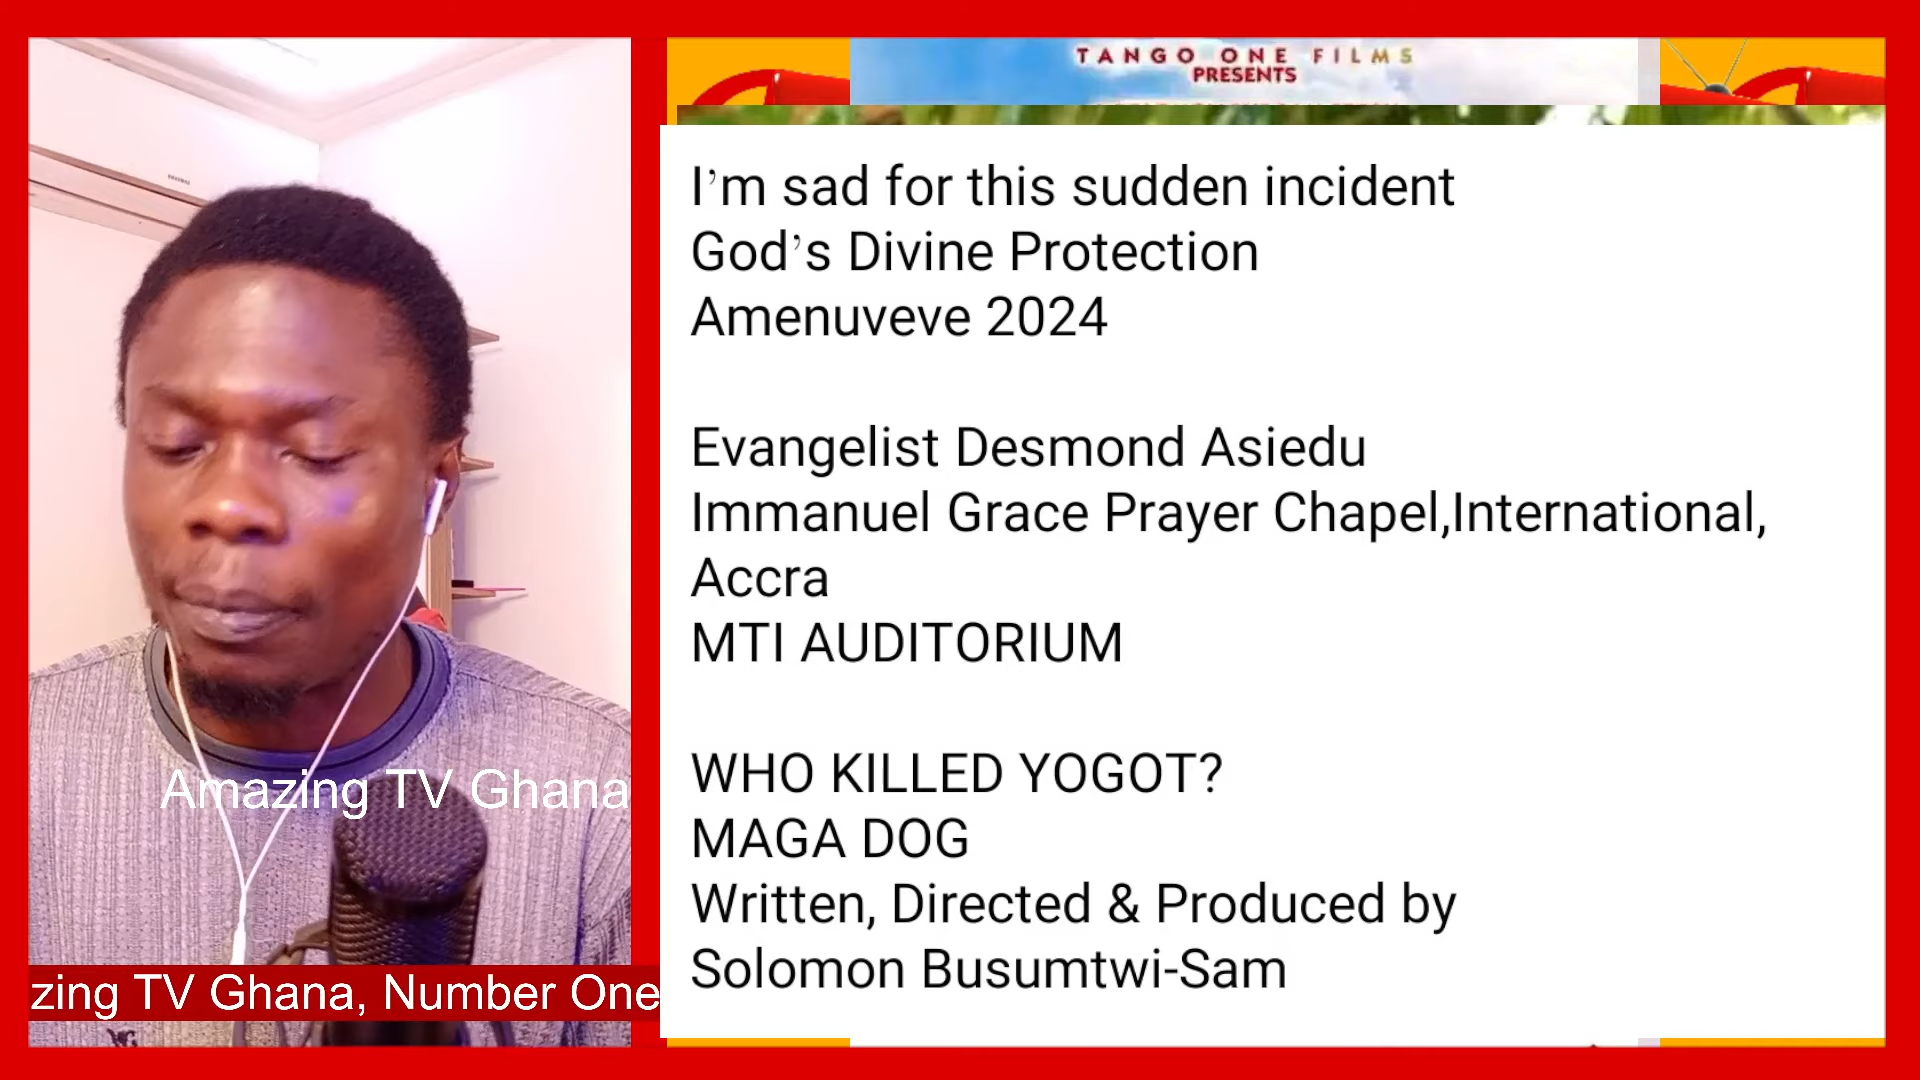 TANGO ONE FILMS
PRESENTS
I'm sad for this sudden incident
God's Divine Protection
Amenuveve 2024
Evangelist Desmond Asiedu
Immanuel Grace Prayer Chapel,International,
Accra
MTI AUDITORIUM
WHO KILLED YOGOT?
MAGA DOG
Written, Directed & Produced by
Solomon Busumtwi-Sam
Amazing TV Ghana
zing TV Ghana, Number One